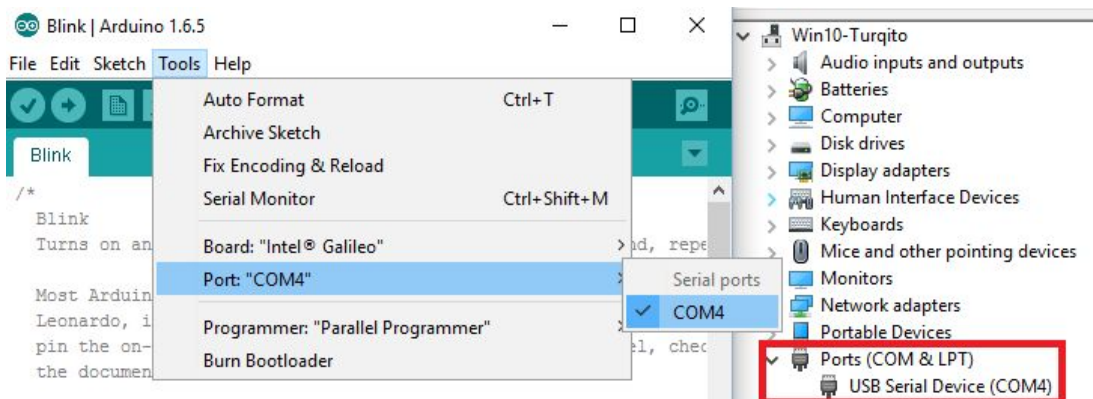 Blink | Arduino 1.6.5
File Edit Sketch Tools Help
Blink
/*
Blink
Turns on an
Most Arduin
Leonardo, i
pin the on-
the documen
Auto Format Ctrl+T
Archive Sketch
Fix Encoding & Reload
Serial Monitor Ctrl+Shift+M
Board: "Intel® Galileo"
Port: "COM4"
Programmer: "Parallel Programmer"
Burn Bootloader
Serial ports
COM4
Win10-Turqito
Audio inputs and outputs
Batteries
Computer
Disk drives
Display adapters
Human Interface Devices
Keyboards
Mice and other pointing devices
Monitors
Network adapters
Portable Devices
Ports (COM & LPT)
USB Serial Device (COM4)